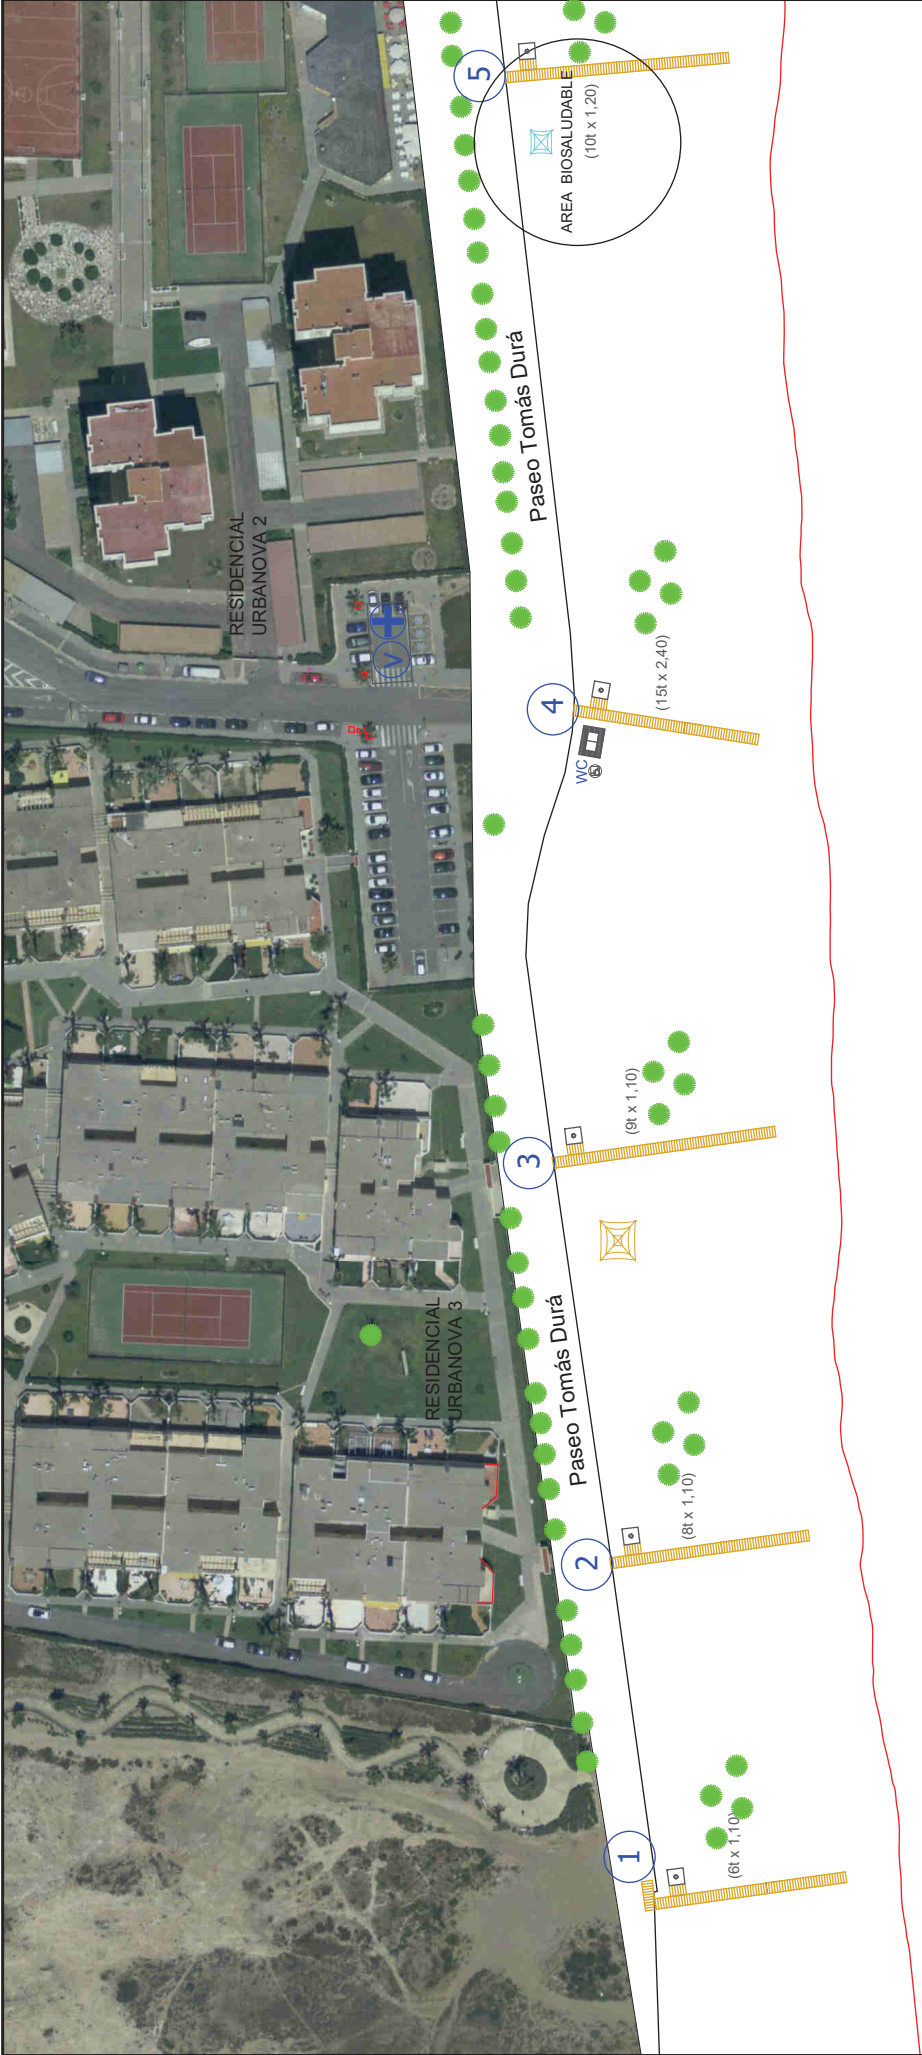 5
AREA BIOSALUDABLE
(10t x 1,20)
Paseo Tomás Durá
RESIDENCIAL
URBANOVA 2
V
4
(15t x 2,40)
WC
3
(9t x 1,10)
RESIDENCIAL
URBANOVA 3
Paseo Tomás Durá
2
(8t x 1,10)
1
(6t x 1,10)